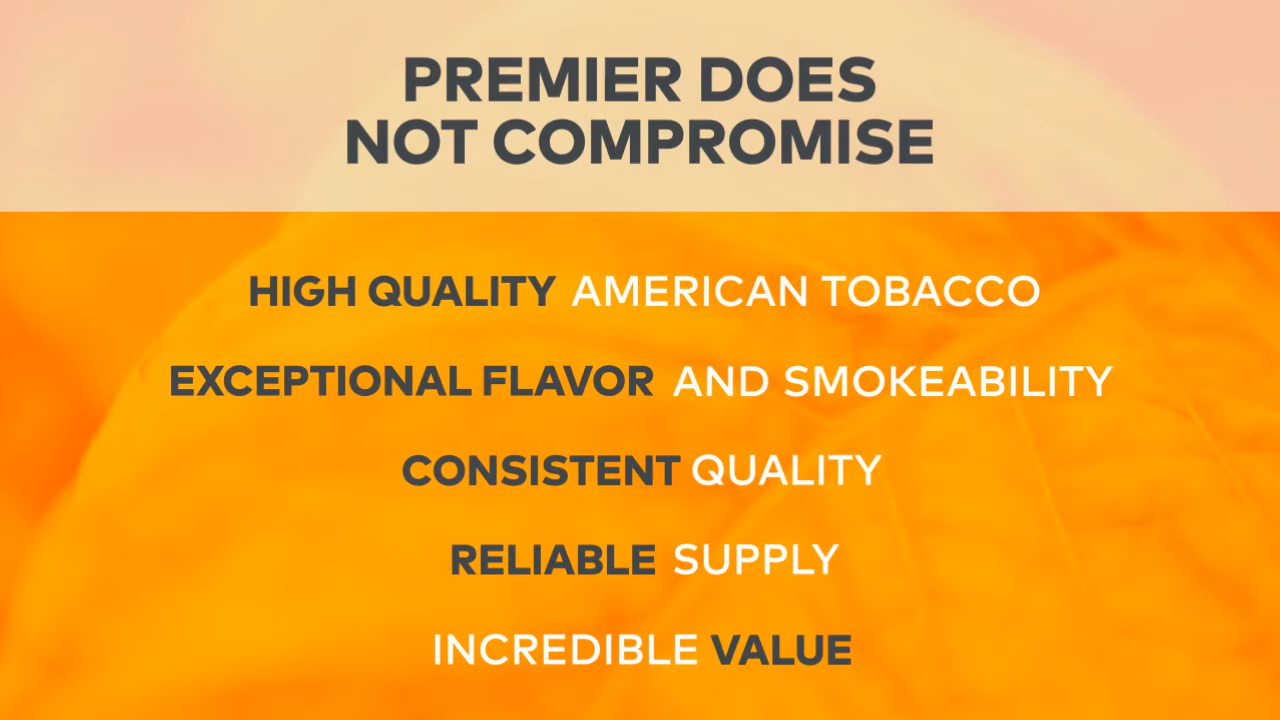 PREMIER DOES
NOT COMPROMISE
HIGH QUALITY AMERICAN TOBACCO
EXCEPTIONAL FLAVOR AND SMOKEABILITY
CONSISTENT QUALITY
RELIABLE SUPPLY
INCREDIBLE VALUE